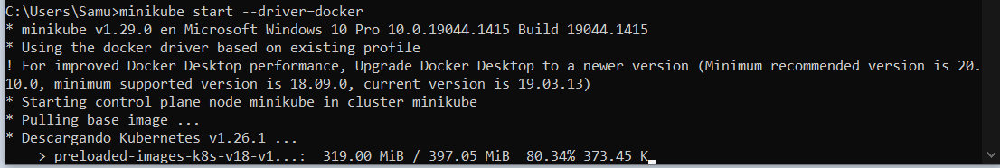 C:\Users\Samu>minikube start --driver=docker
* minikube v1.29.0 en Microsoft Windows 10 Pro 10.0.19044.1415 Build 19044.1415
* Using the docker driver based on existing profile
! For improved Docker Desktop performance, Upgrade Docker Desktop to a newer version (Minimum recommended version is 20.
10.0, minimum supported version is 18.09.0, current version is 19.03.13)
* Starting control plane node minikube in cluster minikube
* Pulling base image ...
* Descargando Kubernetes v1.26.1 ...
    > preloaded-images-k8s-v18-v1...:  319.00 MiB / 397.05 MiB  80.34% 373.45 K